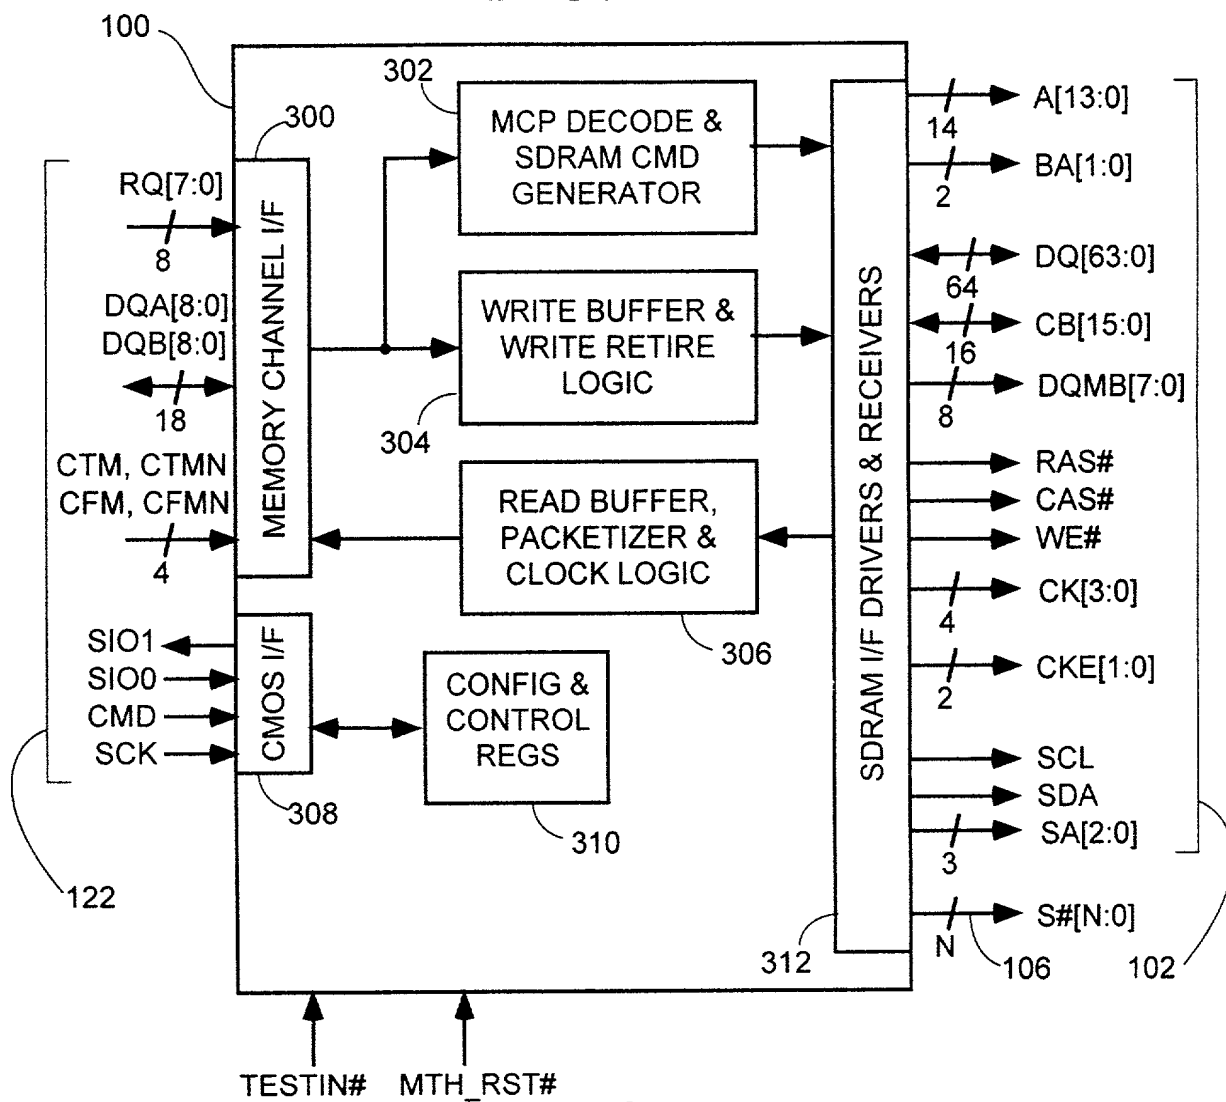 100
300
302
MCP DECODE &
SDRAM CMD
GENERATOR
A[13:0]
14
BA[1:0]
2
RQ[7:0]
8
MEMORY CHANNEL I/F
DQA[8:0]
DQB[8:0]
18
WRITE BUFFER &
WRITE RETIRE
LOGIC
304
SDRAM I/F DRIVERS & RECEIVERS
DQ[63:0]
64
CB[15:0]
16
DQMB[7:0]
8
CTM, CTMN
CFM, CFMN
4
READ BUFFER,
PACKETIZER &
CLOCK LOGIC
306
RAS#
CAS#
WE#
CK[3:0]
4
CKE[1:0]
2
SIO1
SIO0
CMD
SCK
CMOS I/F
308
CONFIG &
CONTROL
REGS
310
SCL
SDA
SA[2:0]
3
122
312
S#[N:0]
N
106
102
TESTIN#
MTH_RST#